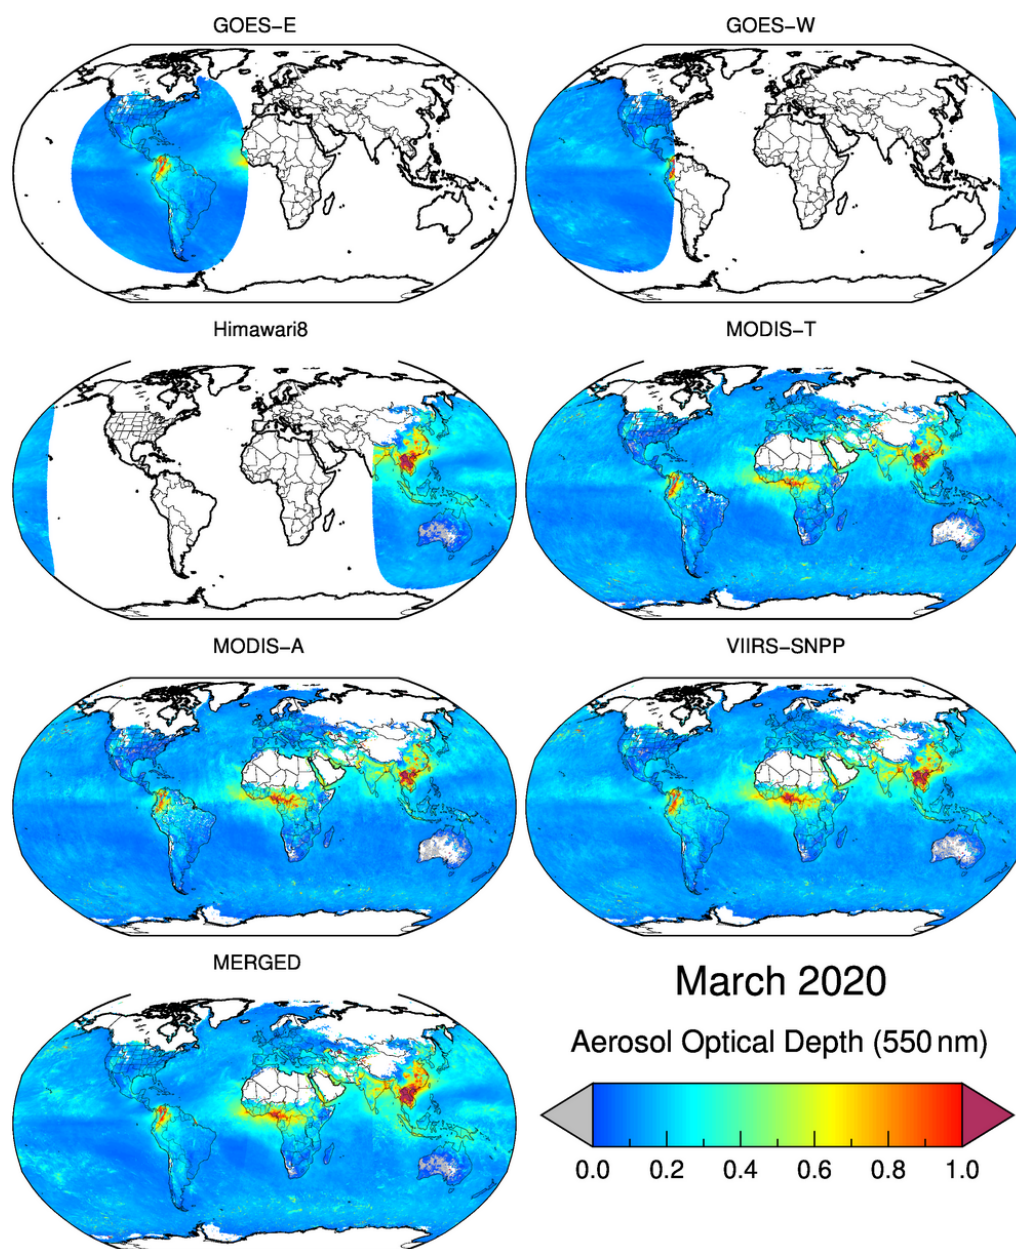 GOES−E
GOES−W
Himawari8
MODIS−T
MODIS−A
VIIRS−SNPP
MERGED
March 2020
Aerosol Optical Depth (550 nm)
0.0 0.2 0.4 0.6 0.8 1.0